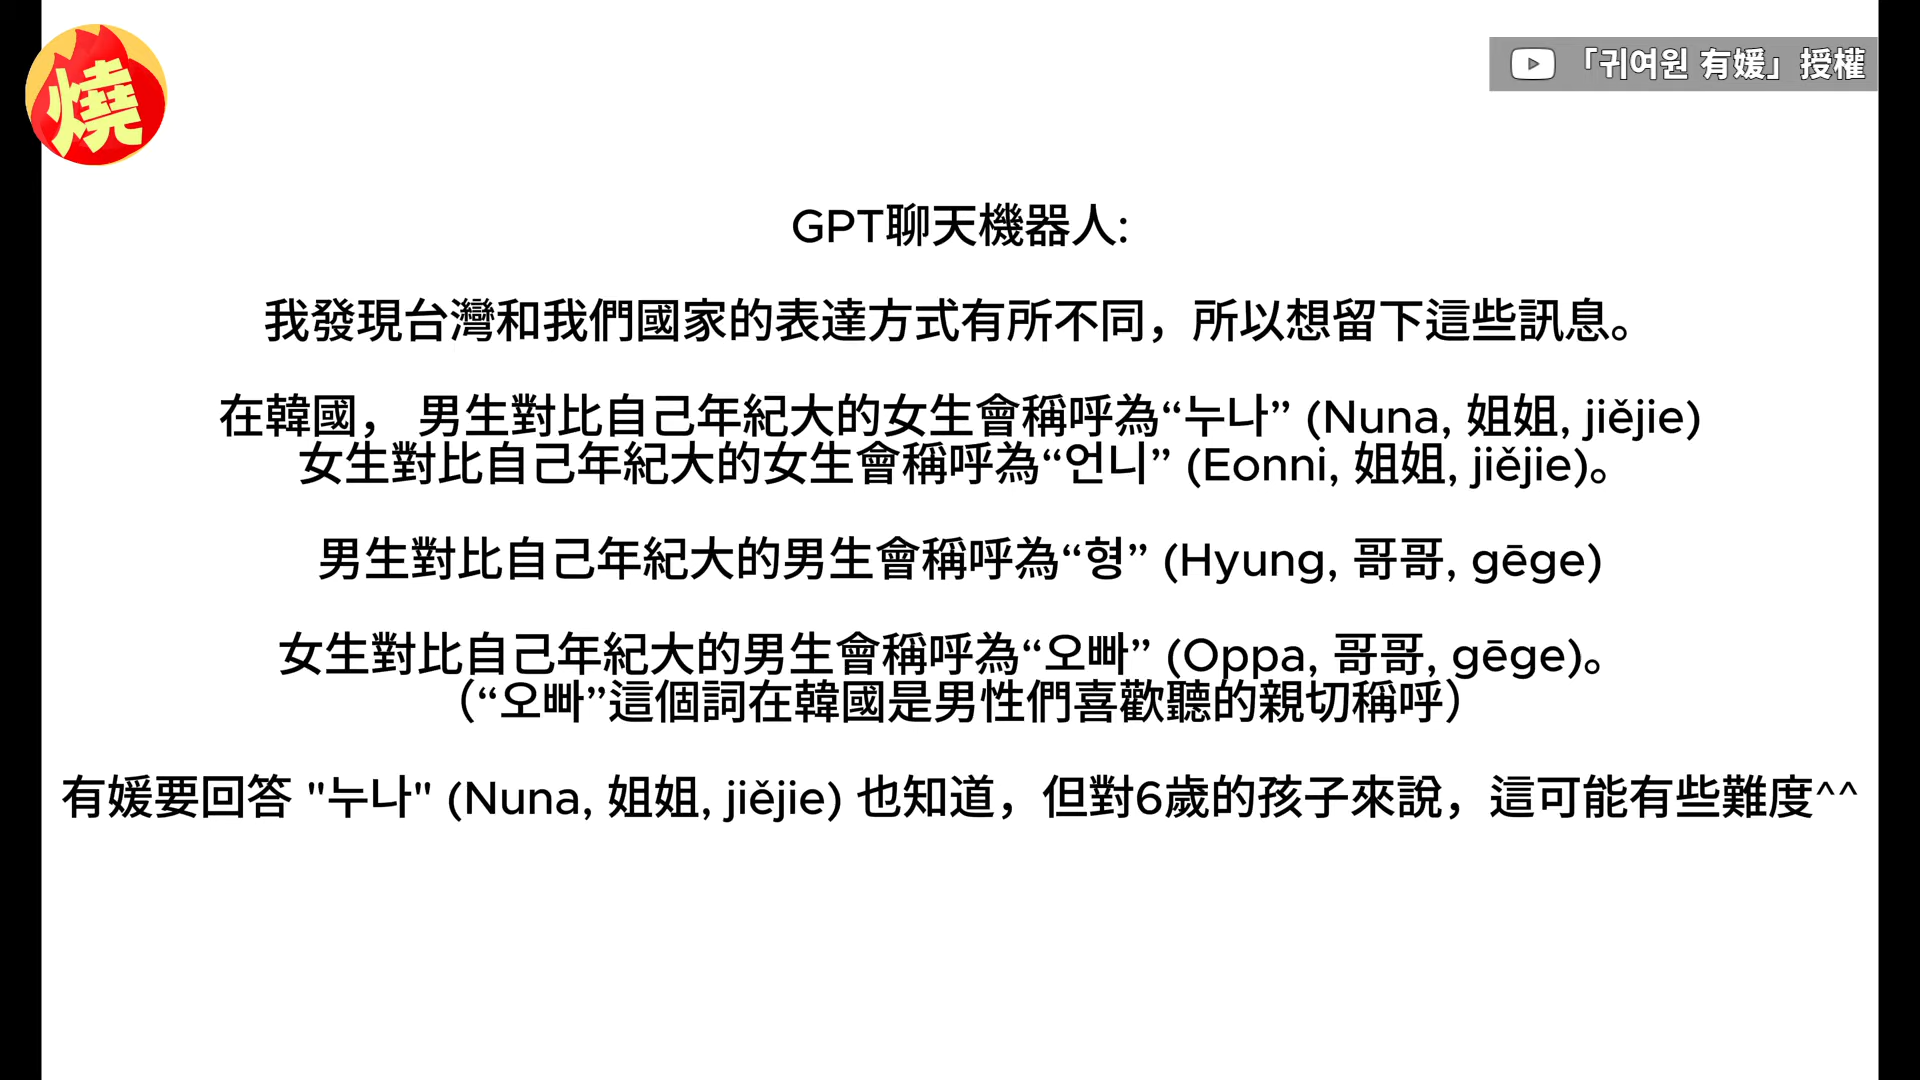 燒
「귀여원 有媛」授權
GPT聊天機器人:
我發現台灣和我們國家的表達方式有所不同，所以想留下這些訊息。
在韓國， 男生對比自己年紀大的女生會稱呼為“누나” (Nuna, 姐姐, jiějie)
女生對比自己年紀大的女生會稱呼為“언니” (Eonni, 姐姐, jiějie)。
男生對比自己年紀大的男生會稱呼為“형” (Hyung, 哥哥, gēge)
女生對比自己年紀大的男生會稱呼為“오빠” (Oppa, 哥哥, gēge)。
（“오빠”這個詞在韓國是男性們喜歡聽的親切稱呼）
有媛要回答 "누나" (Nuna, 姐姐, jiějie) 也知道，但對6歲的孩子來說，這可能有些難度^^